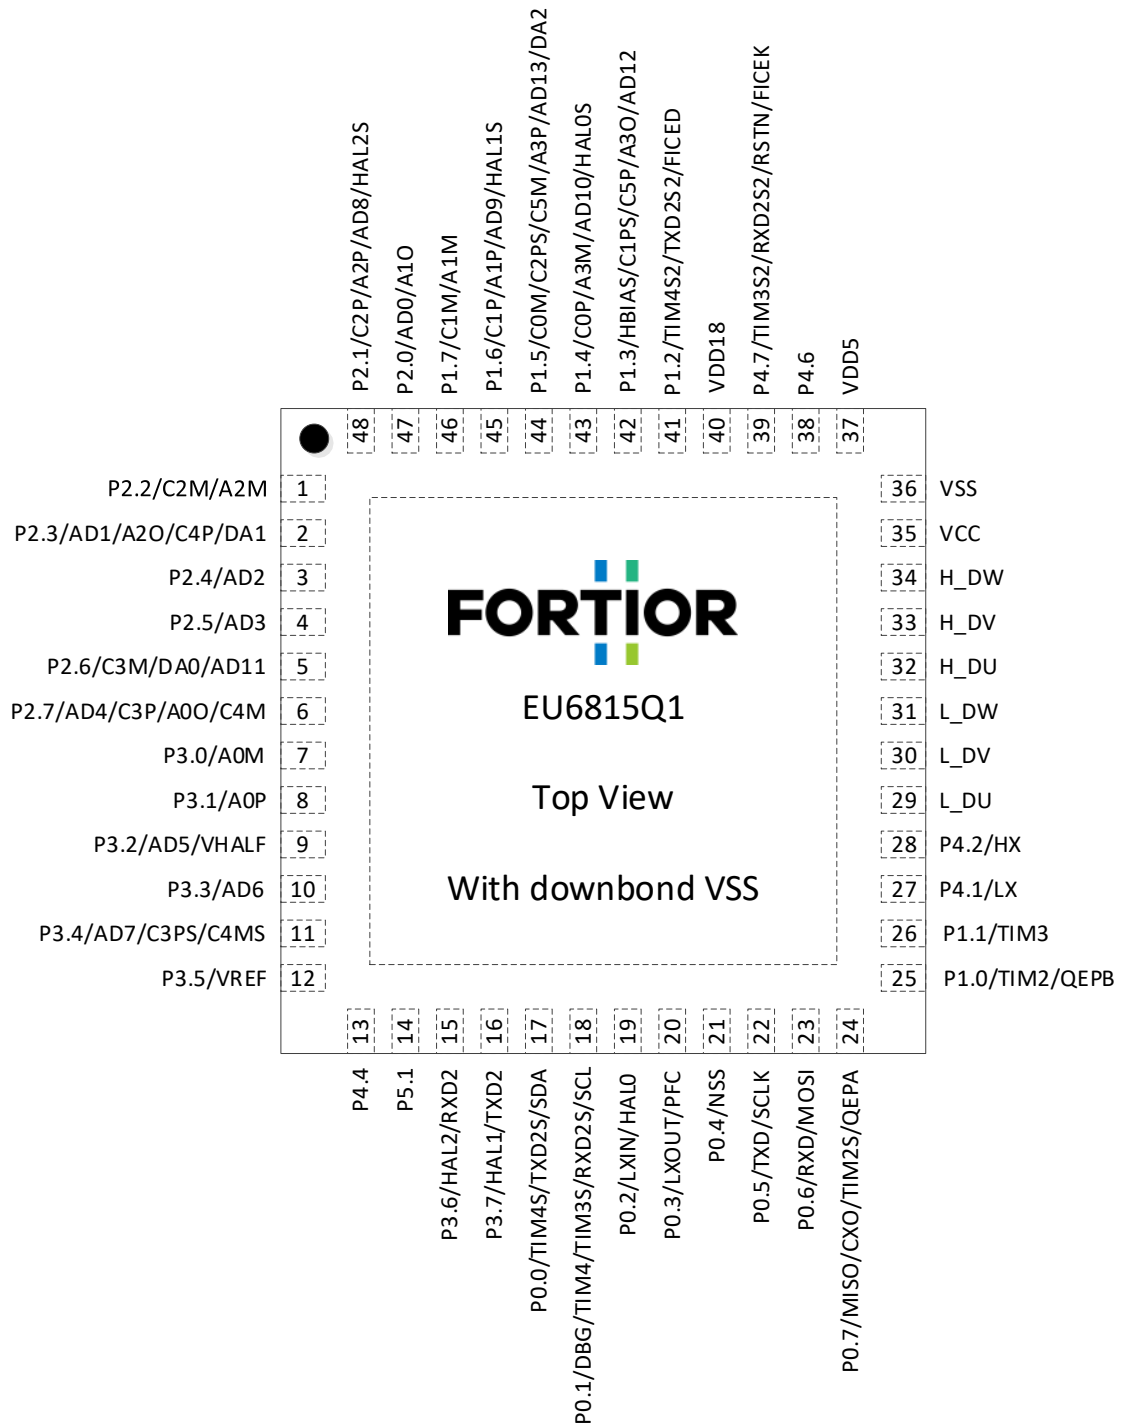 P2.1/C2P/A2P/AD8/HAL2S
P2.0/AD0/A1O
P1.7/C1M/A1M
P1.6/C1P/A1P/AD9/HAL1S
P1.5/C0M/C2PS/C5M/A3P/AD13/DA2
P1.4/C0P/A3M/AD10/HAL0S
P1.3/HBIAS/C1PS/C5P/A3O/AD12
P1.2/TIM4S2/TXD2S2/FICED
VDD18
P4.7/TIM3S2/RXD2S2/RSTN/FICEK
P4.6
VDD5
48
47
46
45
44
43
42
41
40
39
38
37
P2.2/C2M/A2M 1
P2.3/AD1/A2O/C4P/DA1 2
P2.4/AD2 3
P2.5/AD3 4
P2.6/C3M/DA0/AD11 5
P2.7/AD4/C3P/A0O/C4M 6
P3.0/A0M 7
P3.1/A0P 8
P3.2/AD5/VHALF 9
P3.3/AD6 10
P3.4/AD7/C3PS/C4MS 11
P3.5/VREF 12
FORTIOR
EU6815Q1
Top View
With downbond VSS
36 VSS
35 VCC
34 H_DW
33 H_DV
32 H_DU
31 L_DW
30 L_DV
29 L_DU
28 P4.2/HX
27 P4.1/LX
26 P1.1/TIM3
25 P1.0/TIM2/QEPB
13
14
15
16
17
18
19
20
21
22
23
24
P4.4
P5.1
P3.6/HAL2/RXD2
P3.7/HAL1/TXD2
P0.0/TIM4S/TXD2S/SDA
P0.1/DBG/TIM4/TIM3S/RXD2S/SCL
P0.2/LXIN/HAL0
P0.3/LXOUT/PFC
P0.4/NSS
P0.5/TXD/SCLK
P0.6/RXD/MOSI
P0.7/MISO/CXO/TIM2S/QEPA